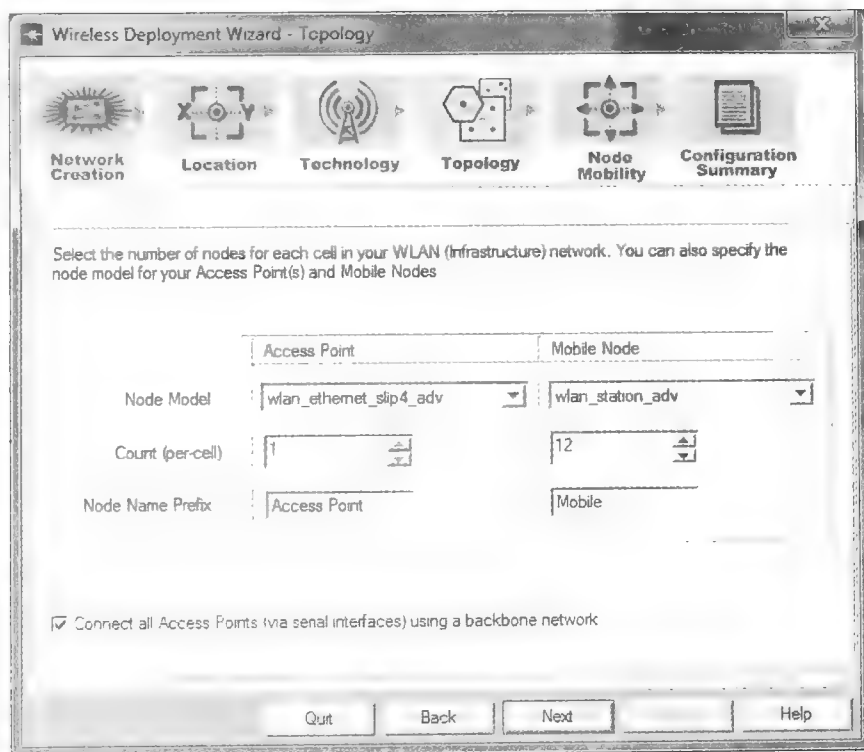 Wireless Deployment Wizard - Topology
X
X Y
Network Creation
Location
Technology
Topology
Node Mobility
Configuration Summary
Select the number of nodes for each cell in your WLAN (Infrastructure) network. You can also specify the
node model for your Access Point(s) and Mobile Nodes
Access Point Mobile Node
Node Model wlan_ethernet_slip4_adv wlan_station_adv
Count (per-cell) 1 12
Node Name Prefix Access Point Mobile
Connect all Access Points (via serial interfaces) using a backbone network
Quit Back Next Help